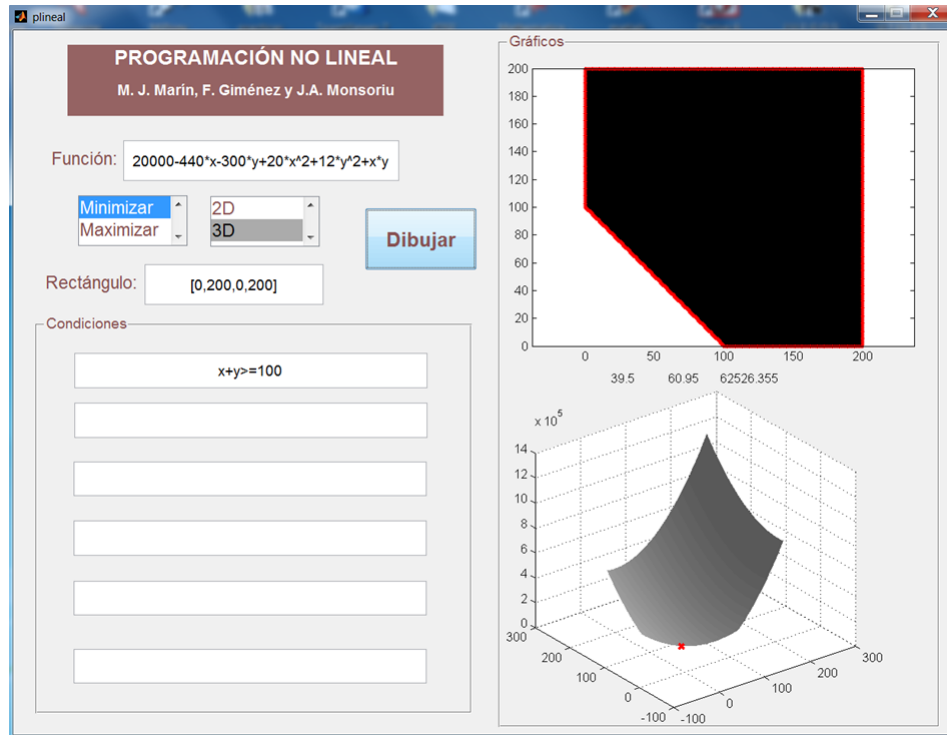 plineal
PROGRAMACIÓN NO LINEAL
M. J. Marín, F. Giménez y J.A. Monsoriu
Función:
20000-440*x-300*y+20*x^2+12*y^2+x*y
Minimizar
Maximizar
2D
3D
Dibujar
Rectángulo:
[0,200,0,200]
Condiciones
x+y>=100
Gráficos
200
180
160
140
120
100
80
60
40
20
0
0 50 100 150 200
39.5 60.95 62526.355
x 10^5
14
12
10
8
6
4
2
0
300
200
100
0
-100
-100
0
100
200
300